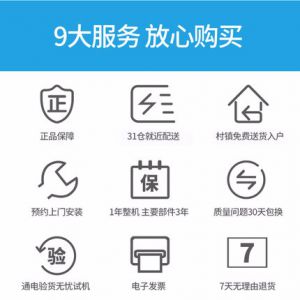 9大服务 放心购买
正
正品保障
31仓就近配送
村镇免费送货入户
预约上门安装
保
1年整机 主要部件3年
质量问题30天包换
验
通电验货无忧试机
电子发票
7
7天无理由退货